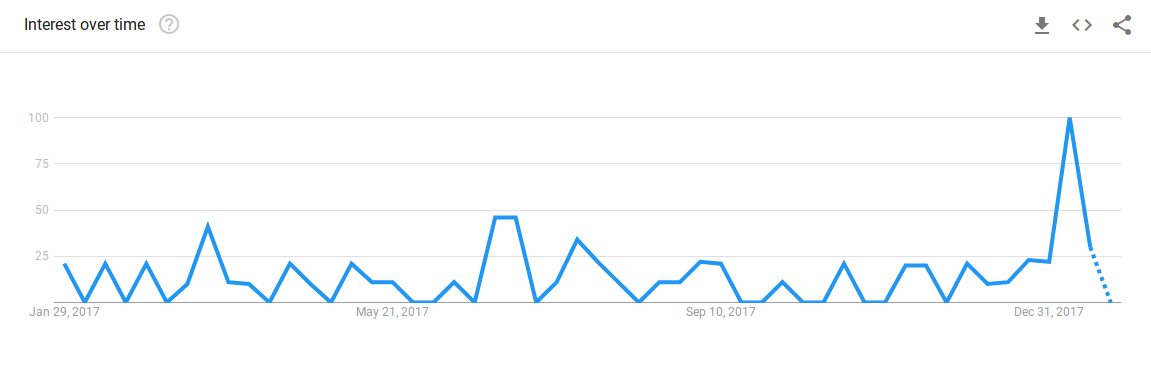 Interest over time
100
75
50
25
Jan 29, 2017
May 21, 2017
Sep 10, 2017
Dec 31, 2017